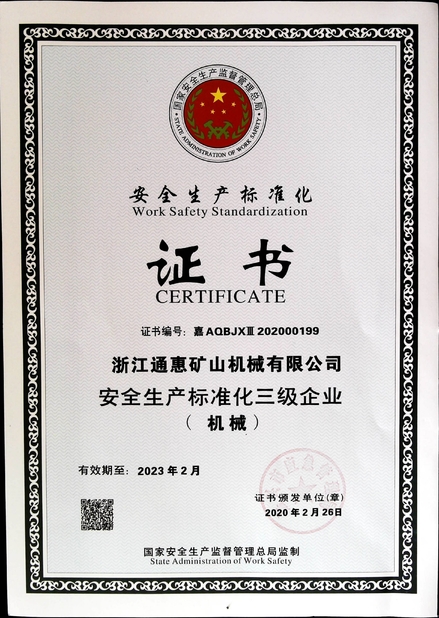 国家安全生产监督管理总局
STATE ADMINISTRATION OF WORK SAFETY
安全生产标准化
Work Safety Standardization
证书
CERTIFICATE
证书编号：嘉AQBJXⅢ202000199
浙江通惠矿山机械有限公司
安全生产标准化三级企业
（机械）
有效期至：2023年2月
证书颁发单位(章)
2020年2月26日
国家安全生产监督管理总局监制
State Administration of Work Safety